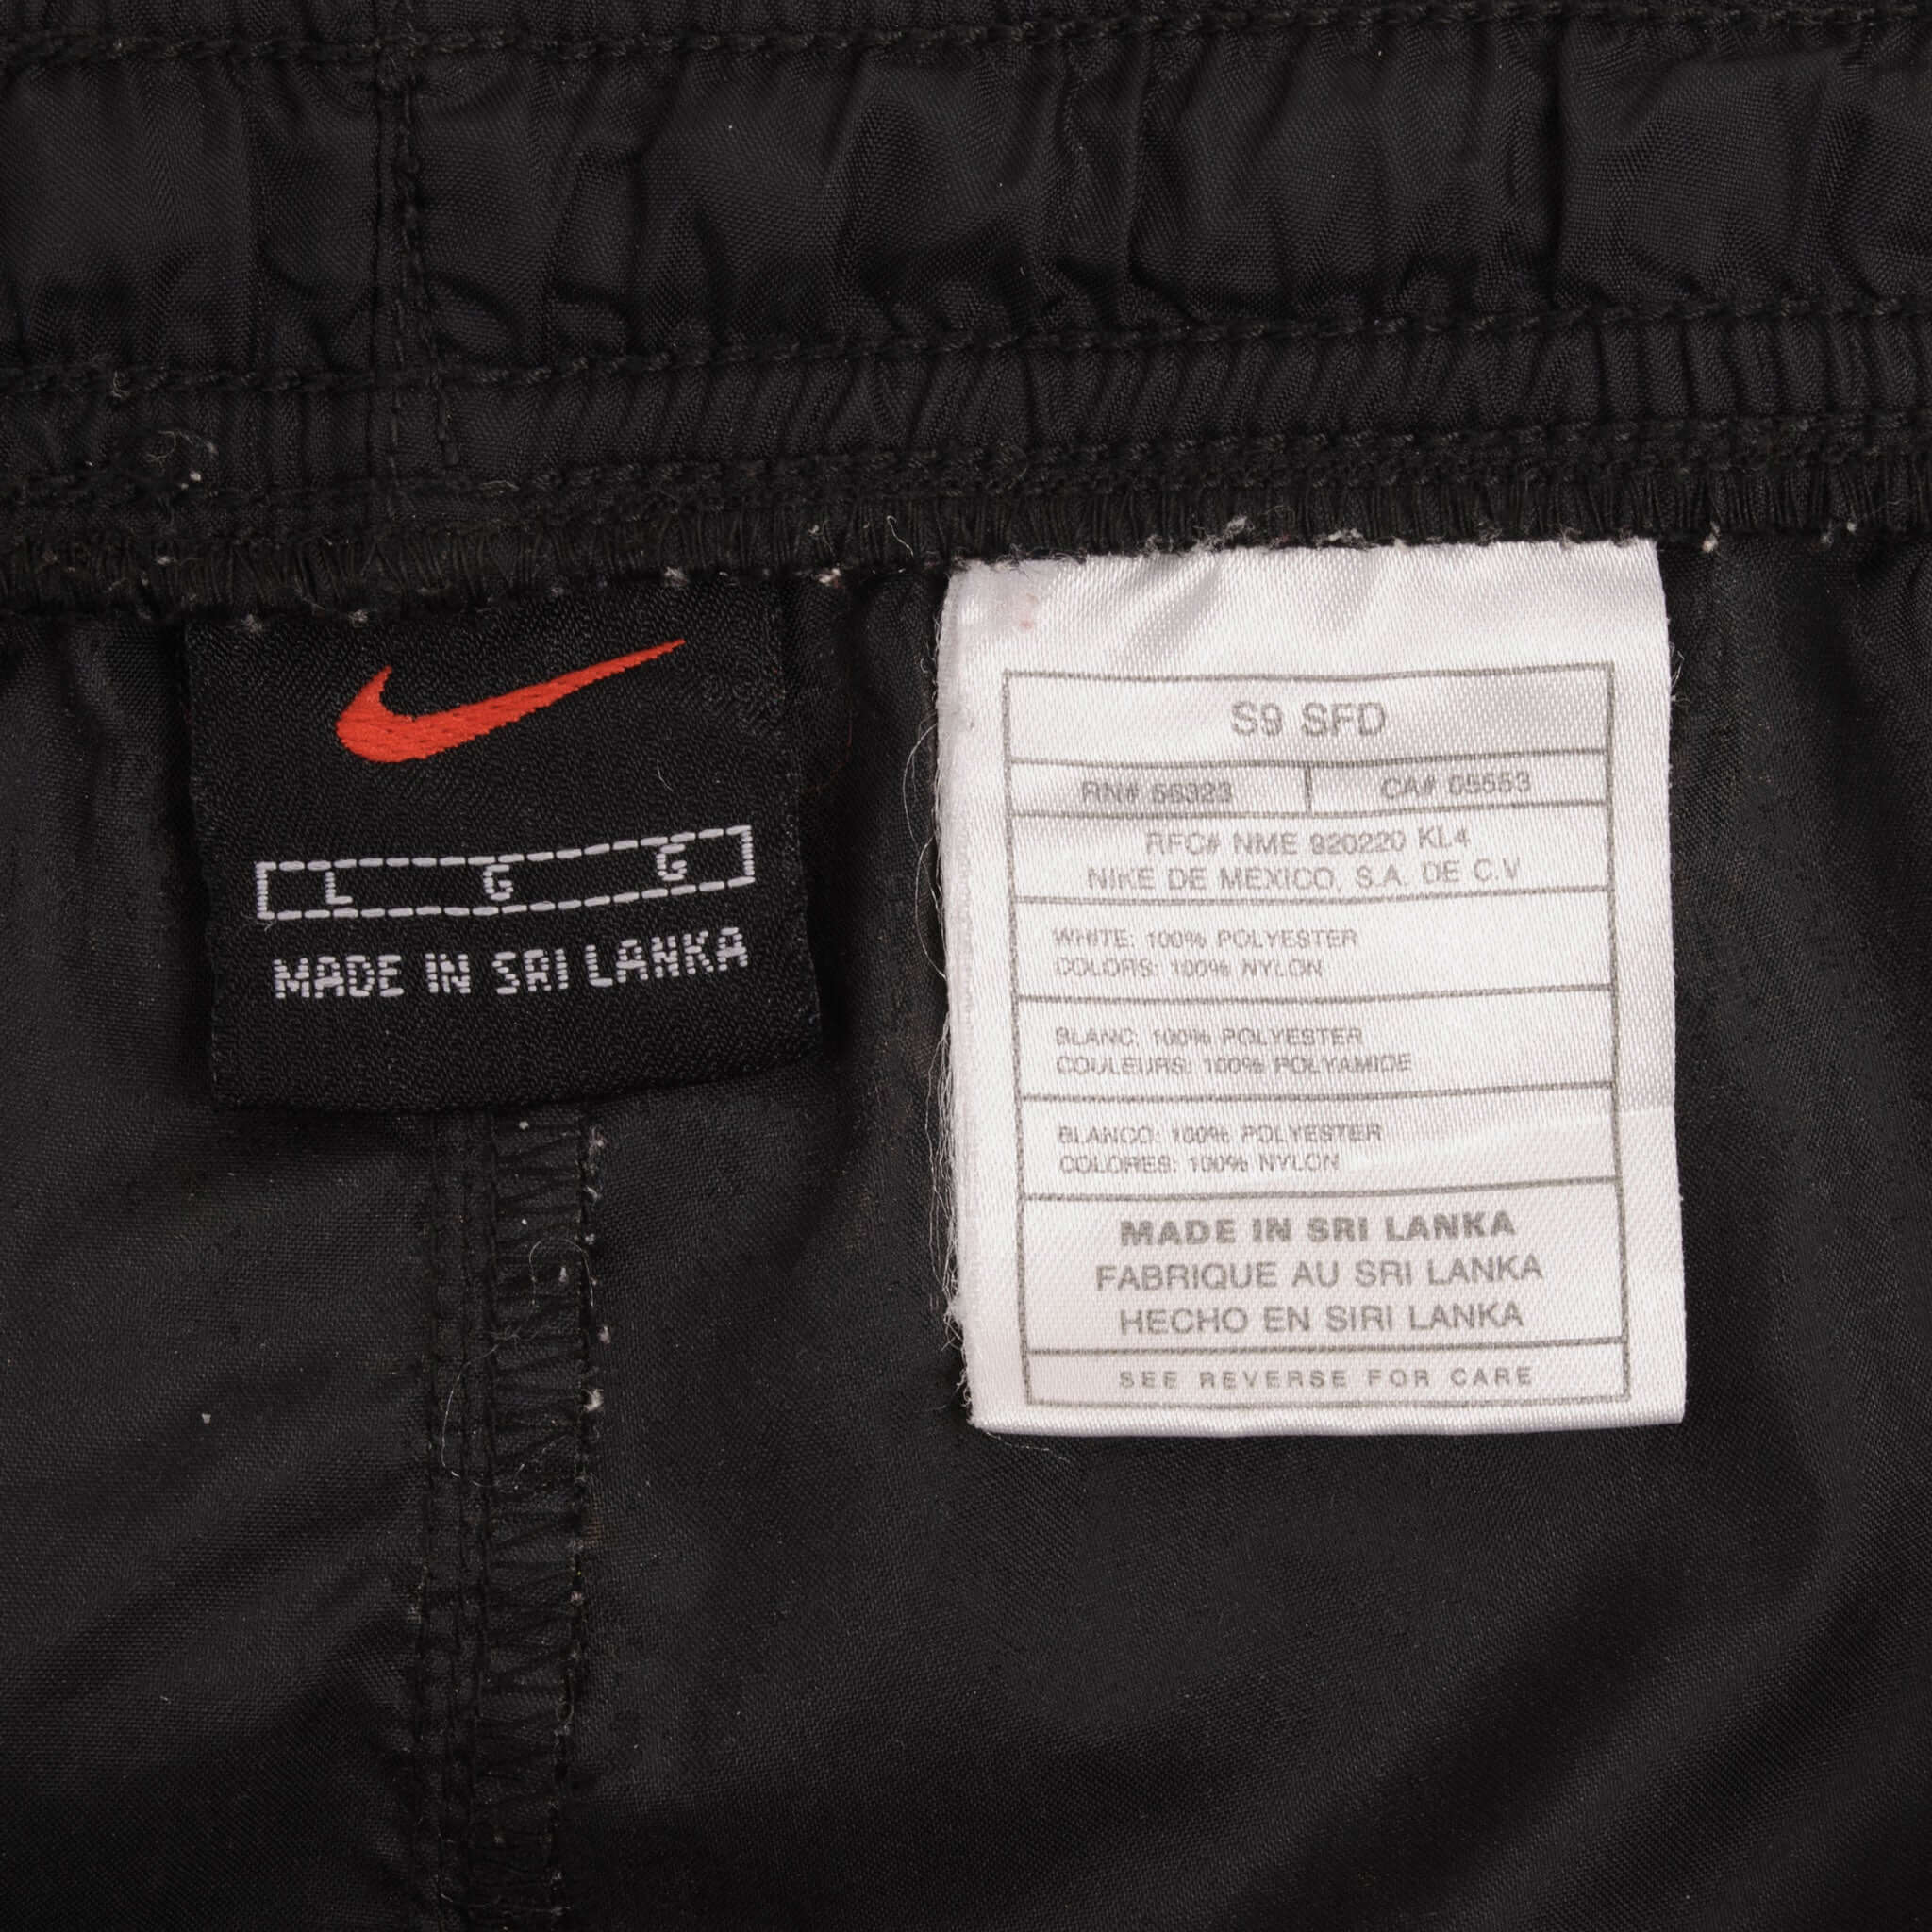 L G G
MADE IN SRI LANKA
S9 SFD
RN# 56323 CA# 05553
RFC# NME 920220 KL4
NIKE DE MEXICO, S.A. DE C.V
WHITE: 100% POLYESTER
COLORS: 100% NYLON
BLANC: 100% POLYESTER
COULEURS: 100% POLYAMIDE
BLANCO: 100% POLYESTER
COLORES: 100% NYLON
MADE IN SRI LANKA
FABRIQUE AU SRI LANKA
HECHO EN SIRI LANKA
SEE REVERSE FOR CARE